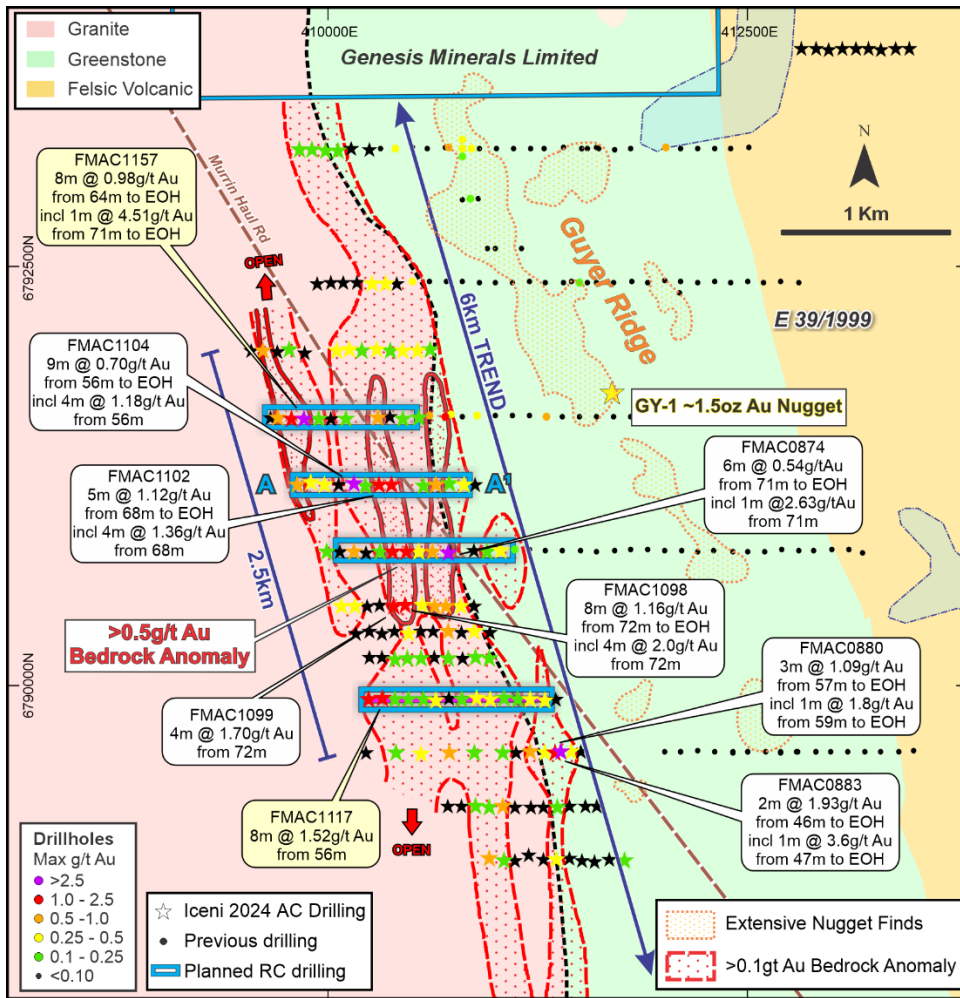 Granite
Greenstone
Felsic Volcanic
410000E
412500E
Genesis Minerals Limited
N
1 Km
FMAC1157
8m @ 0.98g/t Au
from 64m to EOH
incl 1m @ 4.51g/t Au
from 71m to EOH
Murrin Haul Rd
6792500N
OPEN
Guyer Ridge
6km TREND
E 39/1999
FMAC1104
9m @ 0.70g/t Au
from 56m to EOH
incl 4m @ 1.18g/t Au
from 56m
GY-1 ~1.5oz Au Nugget
FMAC0874
6m @ 0.54g/tAu
from 71m to EOH
incl 1m @2.63g/tAu
from 71m
A
A¹
FMAC1102
5m @ 1.12g/t Au
from 68m to EOH
incl 4m @ 1.36g/t Au
from 68m
2.5km
>0.5g/t Au
Bedrock Anomaly
FMAC1098
8m @ 1.16g/t Au
from 72m to EOH
incl 4m @ 2.0g/t Au
from 72m
FMAC0880
3m @ 1.09g/t Au
from 57m to EOH
incl 1m @ 1.8g/t Au
from 59m to EOH
6790000N
FMAC1099
4m @ 1.70g/t Au
from 72m
FMAC0883
2m @ 1.93g/t Au
from 46m to EOH
incl 1m @ 3.6g/t Au
from 47m to EOH
FMAC1117
8m @ 1.52g/t Au
from 56m
OPEN
Drillholes
Max g/t Au
>2.5
1.0 - 2.5
0.5 -1.0
0.25 - 0.5
0.1 - 0.25
<0.10
Iceni 2024 AC Drilling
Previous drilling
Planned RC drilling
Extensive Nugget Finds
>0.1gt Au Bedrock Anomaly